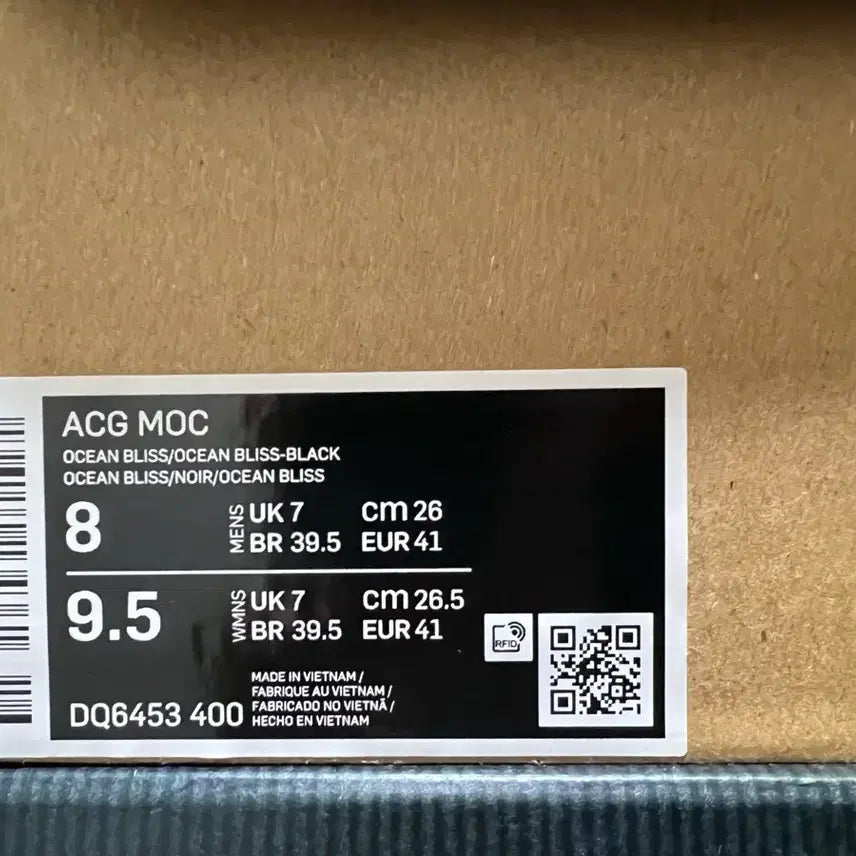 ACG MOC
OCEAN BLISS/OCEAN BLISS-BLACK
OCEAN BLISS/NOIR/OCEAN BLISS
8 MENS UK 7 cm 26
BR 39.5 EUR 41
9.5 WMNS UK 7 cm 26.5
BR 39.5 EUR 41
RFID
MADE IN VIETNAM /
FABRIQUE AU VIETNAM /
FABRICADO NO VIETNÃ /
DQ6453 400 HECHO EN VIETNAM